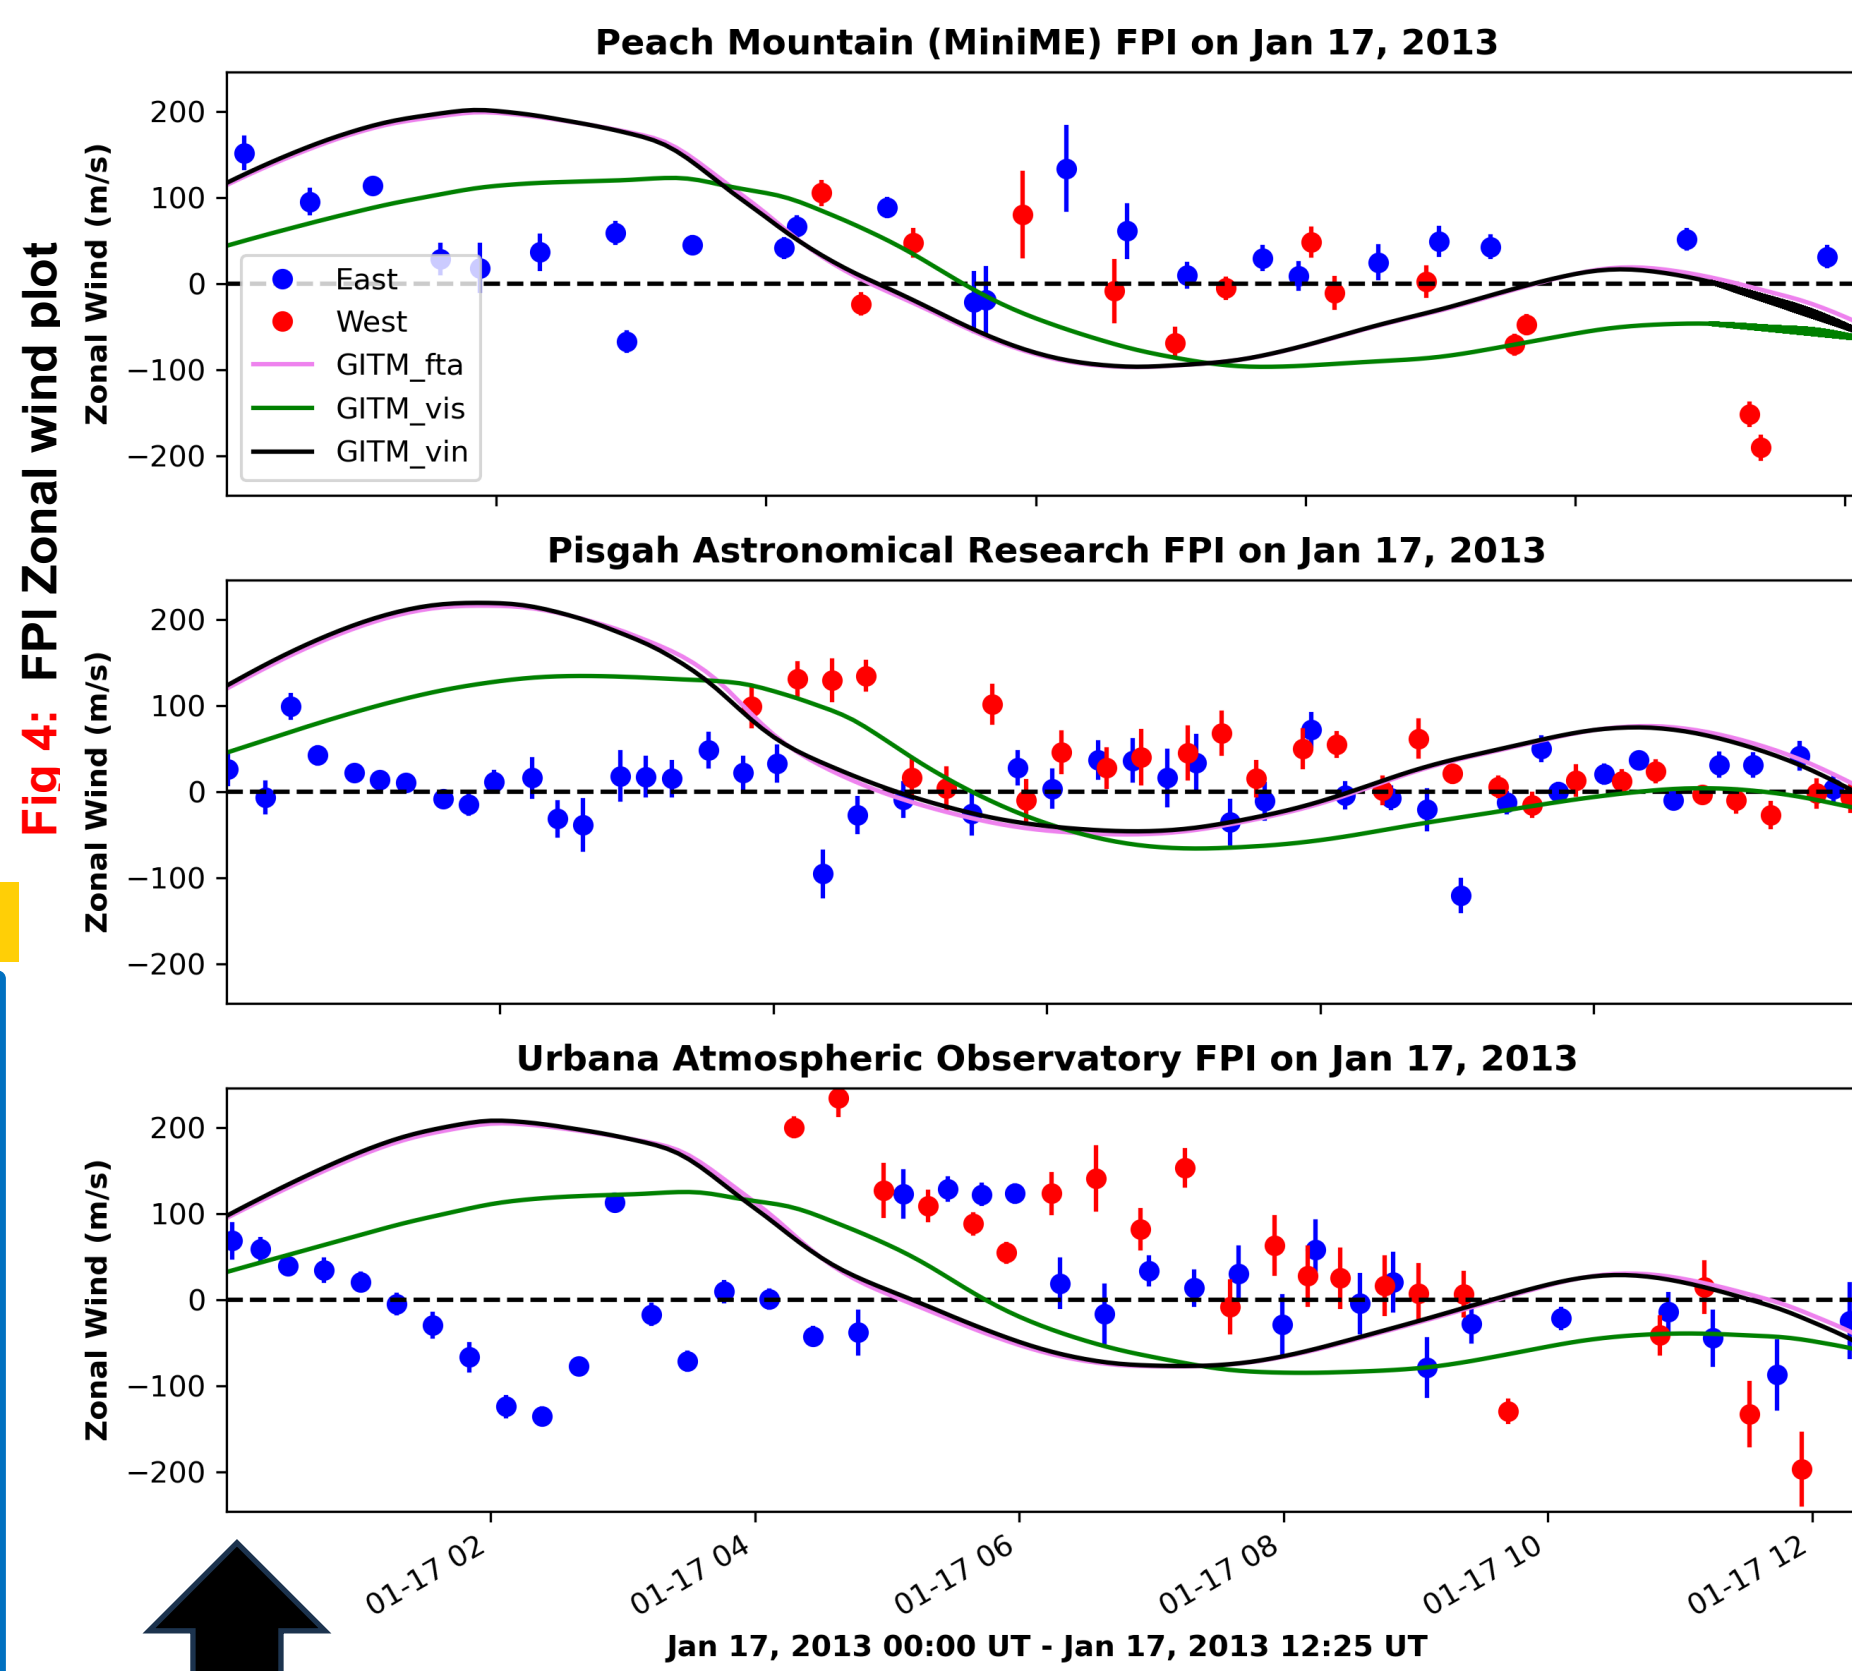 Fig 4: FPI Zonal wind plot
Peach Mountain (MiniME) FPI on Jan 17, 2013
Zonal Wind (m/s)
200
100
0
−100
−200
East
West
GITM_fta
GITM_vis
GITM_vin
Pisgah Astronomical Research FPI on Jan 17, 2013
Zonal Wind (m/s)
200
100
0
−100
−200
Urbana Atmospheric Observatory FPI on Jan 17, 2013
Zonal Wind (m/s)
200
100
0
−100
−200
01-17 02
01-17 04
01-17 06
01-17 08
01-17 10
01-17 12
Jan 17, 2013 00:00 UT - Jan 17, 2013 12:25 UT